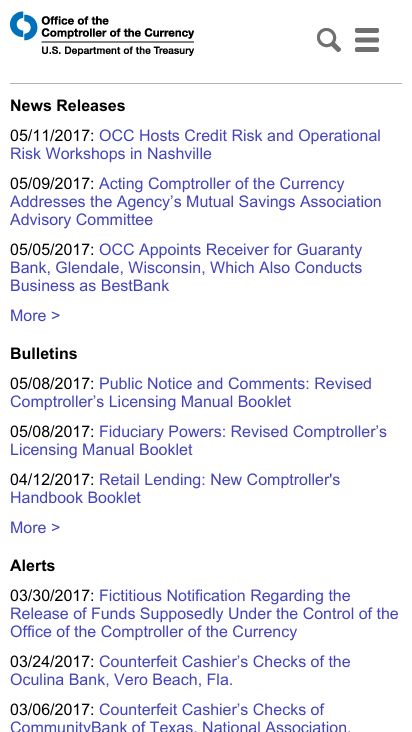 Office of the
Comptroller of the Currency
U.S. Department of the Treasury
News Releases
05/11/2017: OCC Hosts Credit Risk and Operational
Risk Workshops in Nashville
05/09/2017: Acting Comptroller of the Currency
Addresses the Agency's Mutual Savings Association
Advisory Committee
05/05/2017: OCC Appoints Receiver for Guaranty
Bank, Glendale, Wisconsin, Which Also Conducts
Business as BestBank
More >
Bulletins
05/08/2017: Public Notice and Comments: Revised
Comptroller's Licensing Manual Booklet
05/08/2017: Fiduciary Powers: Revised Comptroller's
Licensing Manual Booklet
04/12/2017: Retail Lending: New Comptroller's
Handbook Booklet
More >
Alerts
03/30/2017: Fictitious Notification Regarding the
Release of Funds Supposedly Under the Control of the
Office of the Comptroller of the Currency
03/24/2017: Counterfeit Cashier's Checks of the
Oculina Bank, Vero Beach, Fla.
03/06/2017: Counterfeit Cashier's Checks of
CommunityBank of Texas, National Association,